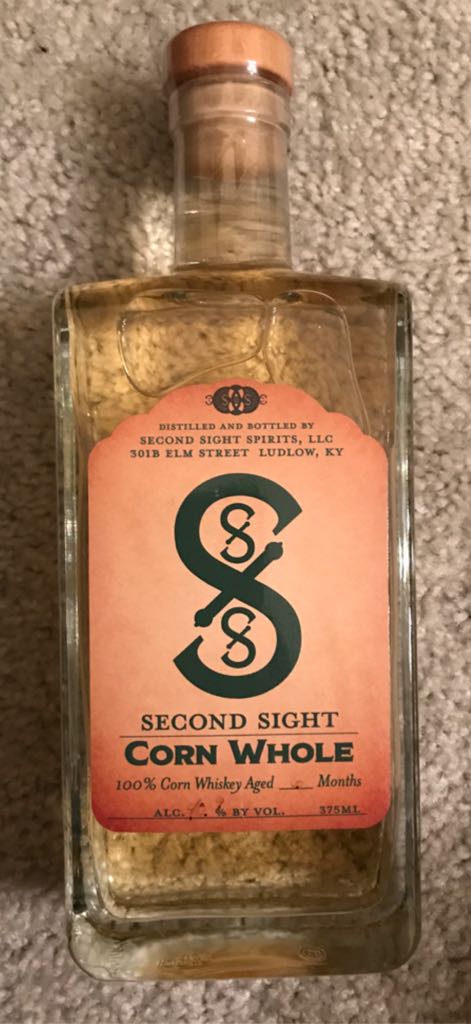 SAS
DISTILLED AND BOTTLED BY
SECOND SIGHT SPIRITS, LLC
301B ELM STREET LUDLOW, KY
S
S
S
SECOND SIGHT
CORN WHOLE
100% Corn Whiskey Aged Months
ALC. % BY VOL. 375ML